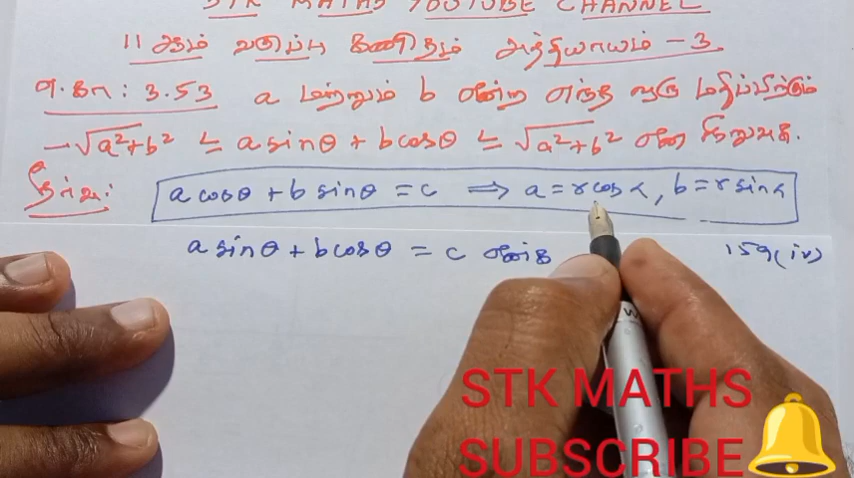 STK MATHS YOUTUBE CHANNEL
11 ஆம் வகுப்பு கணிதம் அத்தியாயம் - 3
எ.கா : 3.53 a மற்றும் b என்ற எந்த ஒரு மதிப்பிற்கும்
-√a²+b² ≤ a sinθ + b cosθ ≤ √a²+b² என நிறுவுக.
தீர்வு:
a cosθ + b sinθ = c ⟹ a = r cos α, b = r sin α
a sinθ + b cosθ = c என்க 159(iv)
STK MATHS
SUBSCRIBE